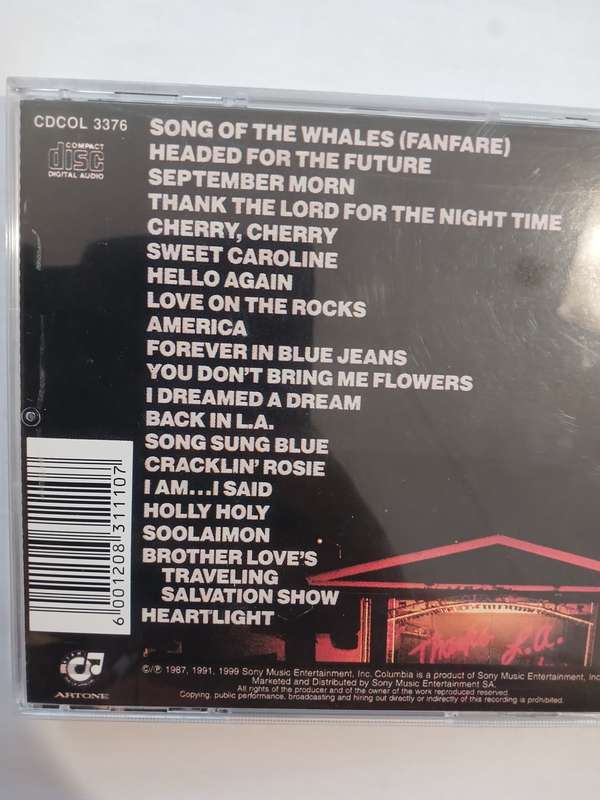 CDCOL 3376
COMPACT
disc
DIGITAL AUDIO
SONG OF THE WHALES (FANFARE)
HEADED FOR THE FUTURE
SEPTEMBER MORN
THANK THE LORD FOR THE NIGHT TIME
CHERRY, CHERRY
SWEET CAROLINE
HELLO AGAIN
LOVE ON THE ROCKS
AMERICA
FOREVER IN BLUE JEANS
YOU DON'T BRING ME FLOWERS
I DREAMED A DREAM
BACK IN L.A.
SONG SUNG BLUE
CRACKLIN' ROSIE
I AM...I SAID
HOLLY HOLY
SOOLAIMON
BROTHER LOVE'S
TRAVELING
SALVATION SHOW
HEARTLIGHT
6 001208 311107
ARTONE
Thanks L.A.
©/℗ 1987, 1991, 1999 Sony Music Entertainment, Inc. Columbia is a product of Sony Music Entertainment, Inc
Marketed and Distributed by Sony Music Entertainment SA.
All rights of the producer and of the owner of the work reproduced reserved.
Copying, public performance, broadcasting and hiring out directly or indirectly of this recording is prohibited.